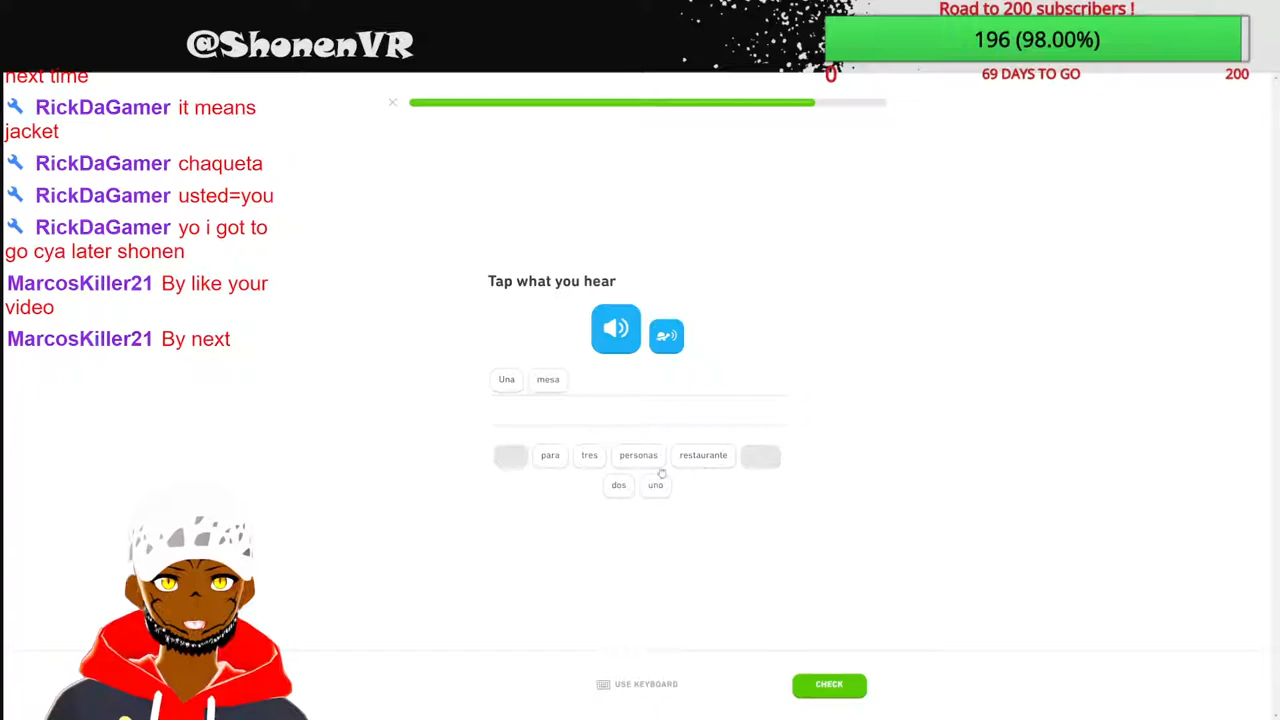 @ShonenVR
Road to 200 subscribers !
196 (98.00%)
0
69 DAYS TO GO
200
next time
RickDaGamer it means
jacket
RickDaGamer chaqueta
RickDaGamer usted=you
RickDaGamer yo i got to
go cya later shonen
MarcosKiller21 By like your
video
MarcosKiller21 By next
Tap what you hear
Una mesa
para tres personas restaurante
dos uno
USE KEYBOARD
CHECK